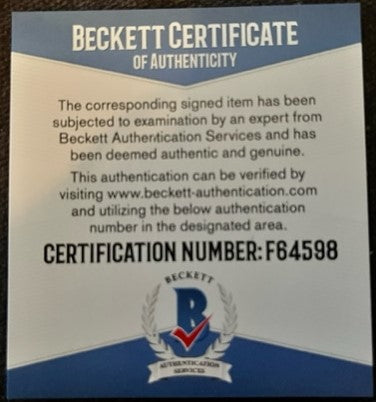 BECKETT CERTIFICATE
OF AUTHENTICITY
The corresponding signed item has been
subjected to examination by an expert from
Beckett Authentication Services and has
been deemed authentic and genuine.
This authentication can be verified by
visiting www.beckett-authentication.com
and utilizing the below authentication
number in the designated area.
CERTIFICATION NUMBER: F64598
BECKETT
B
AUTHENTICATION
SERVICES